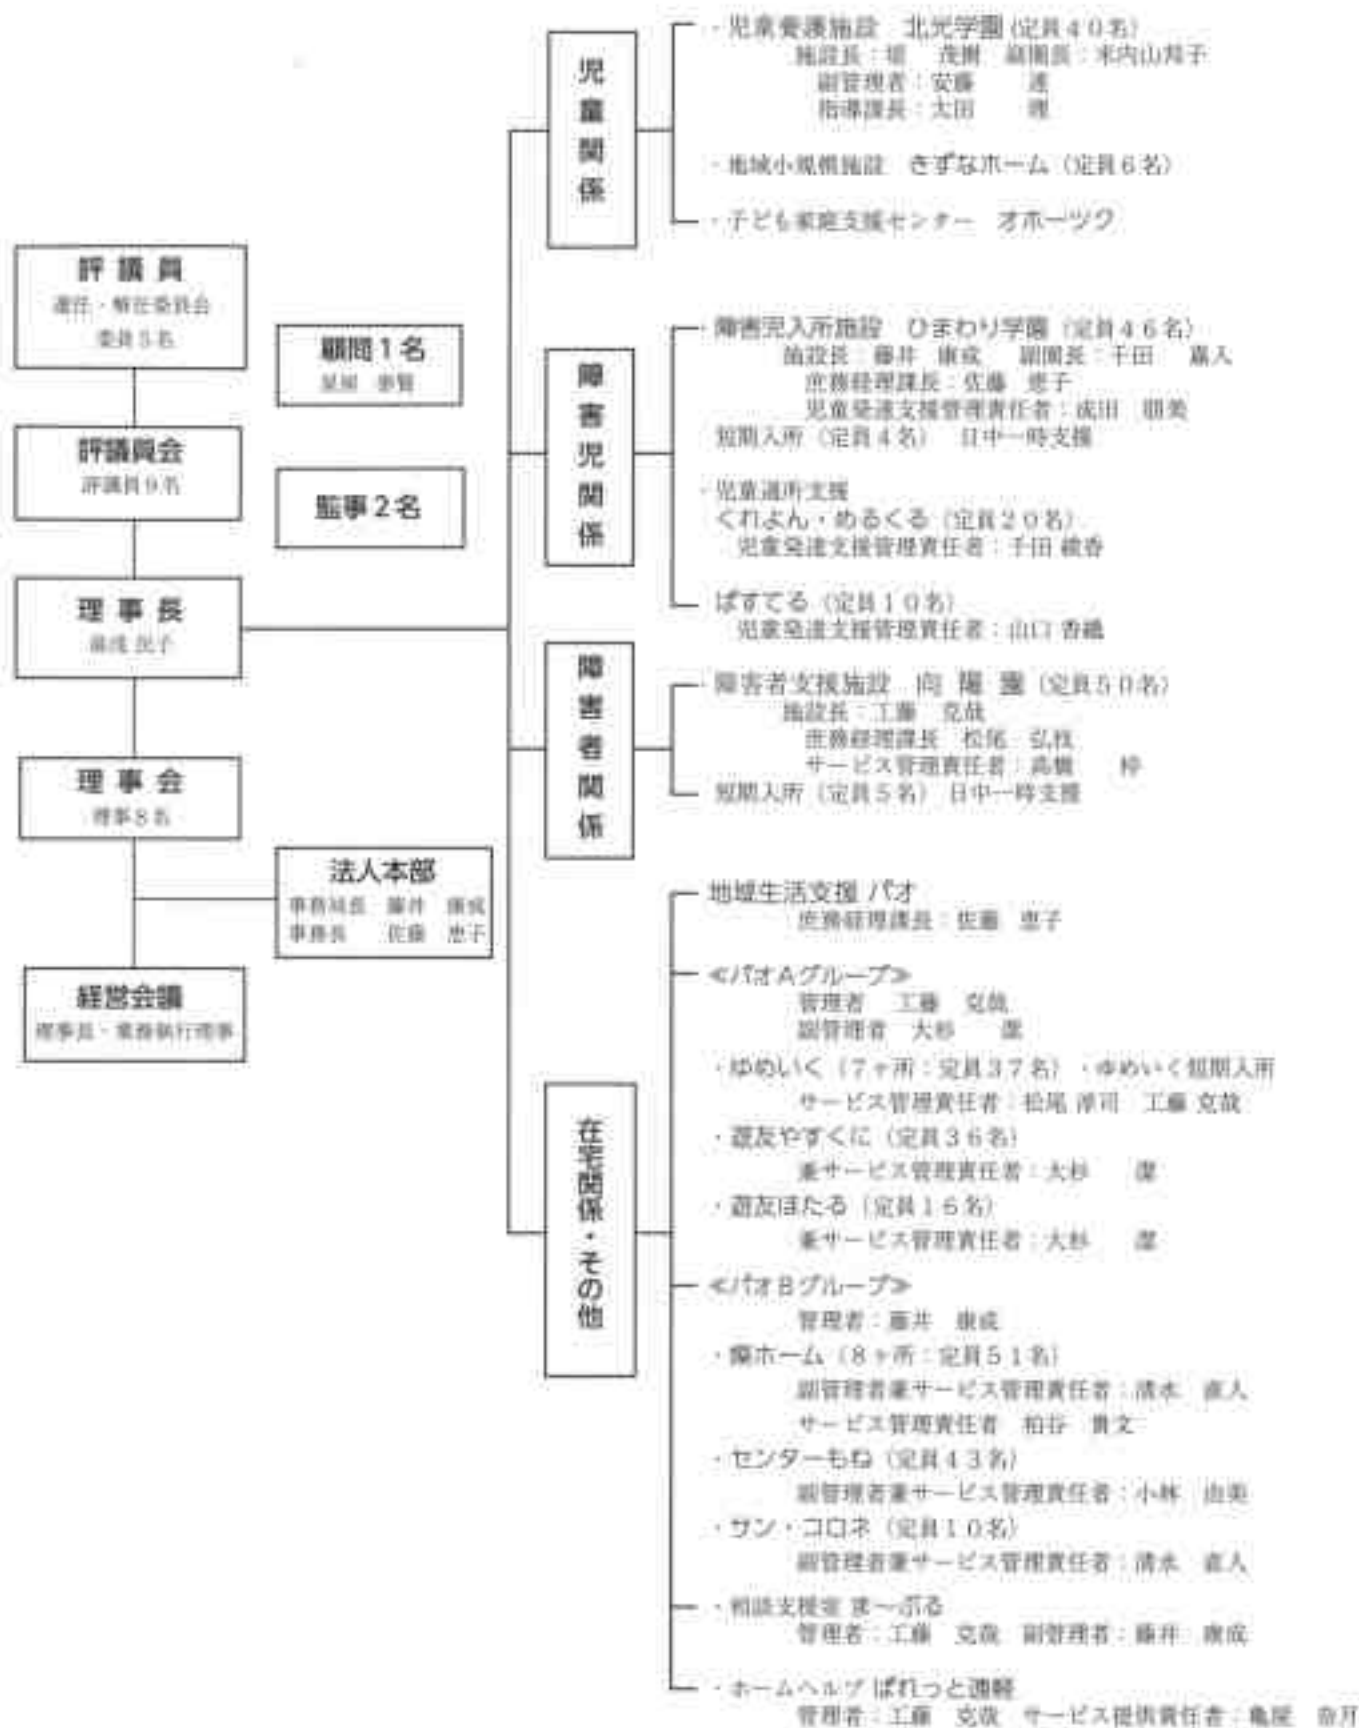 評議員
選任・解任委員会
委員5名
顧問1名
評議員会
評議員9名
監事2名
理事長
理事会
理事8名
法人本部
事務局長 藤井 康成
事務長 佐藤 恵子
経営会議
理事長・業務執行理事
児童関係
・児童養護施設 北光学園(定員40名)
施設長:堀 茂樹 副園長:米内山邦子
副管理者:安藤
指導課長:太田
・地域小規模施設 きずなホーム(定員6名)
・子ども家庭支援センター オホーツク
障害児関係
・障害児入所施設 ひまわり学園(定員46名)
施設長:藤井 康成 副園長:千田
庶務経理課長:佐藤 恵子
児童発達支援管理責任者:成田 朋美
短期入所(定員4名) 日中一時支援
・児童通所支援
くれよん・めるくる(定員20名)
児童発達支援管理責任者:千田 綾香
ぱすてる(定員10名)
児童発達支援管理責任者:山口 香織
障害者関係
・障害者支援施設 向陽園(定員50名)
施設長:工藤 克哉
庶務経理課長 松尾 弘枝
サービス管理責任者:高橋
短期入所(定員5名) 日中一時支援
在宅関係・その他
地域生活支援 パオ
庶務経理課長:佐藤 恵子
≪パオAグループ≫
管理者 工藤 克哉
副管理者 大杉 潔
・ゆめいく(7ヶ所:定員37名)・ゆめいく短期入所
サービス管理責任者:松尾 淳司 工藤 克哉
・遊友やすくに(定員36名)
兼サービス管理責任者:大杉 潔
・遊友ほたる(定員16名)
兼サービス管理責任者:大杉 潔
≪パオBグループ≫
管理者:藤井 康成
ホーム(8ヶ所:定員51名)
副管理者兼サービス管理責任者:清水 直人
サービス管理責任者 柏谷 貴文
・センターもね(定員43名)
副管理者兼サービス管理責任者:小林 由美
・サン・コロネ(定員10名)
副管理者兼サービス管理責任者:清水 直人
・相談支援室 ま~ぶる
管理者:工藤 克哉 副管理者:藤井 康成
・ホームヘルプ ぱれっと遠軽
管理者:工藤 克哉 サービス提供責任者:亀屋